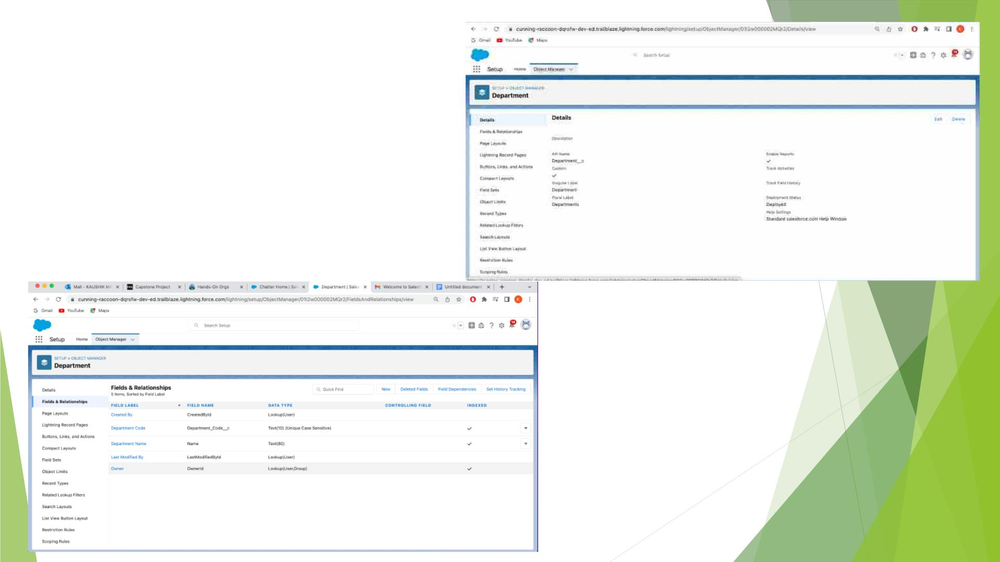 cunning-raccoon-dqrofw-dev-ed.trailblaze.lightning.force.com/lightning/setup/ObjectManager/01I2w000002MQr2/Details/view
Gmail YouTube Maps
Search Setup
Setup Home Object Manager
SETUP > OBJECT MANAGER
Department
Details
Fields & Relationships
Page Layouts
Lightning Record Pages
Buttons, Links, and Actions
Compact Layouts
Field Sets
Object Limits
Record Types
Related Lookup Filters
Search Layouts
List View Button Layout
Restriction Rules
Scoping Rules
Details
Edit Delete
Description
API Name
Department__c
Custom
Singular Label
Department
Plural Label
Departments
Enable Reports
Track Activities
Track Field History
Deployment Status
Deployed
Help Settings
Standard salesforce.com Help Window
Mail - KAUSHIK MA Capstone Project Hands-On Orgs Chatter Home | Sal Department | Sales Welcome to Salesf Untitled document
cunning-raccoon-dqrofw-dev-ed.trailblaze.lightning.force.com/lightning/setup/ObjectManager/01I2w000002MQr2/FieldsAndRelationships/view
K
G Gmail YouTube Maps
Search Setup
14
Setup Home Object Manager
SETUP > OBJECT MANAGER
Department
Details
Fields & Relationships
Page Layouts
Lightning Record Pages
Buttons, Links, and Actions
Compact Layouts
Field Sets
Object Limits
Record Types
Related Lookup Filters
Search Layouts
List View Button Layout
Restriction Rules
Scoping Rules
Fields & Relationships
5 Items, Sorted by Field Label
Quick Find New Deleted Fields Field Dependencies Set History Tracking
FIELD LABEL FIELD NAME DATA TYPE CONTROLLING FIELD INDEXED
Created By CreatedById Lookup(User)
Department Code Department_Code__c Text(10) (Unique Case Sensitive)
Department Name Name Text(80)
Last Modified By LastModifiedById Lookup(User)
Owner OwnerId Lookup(User,Group)